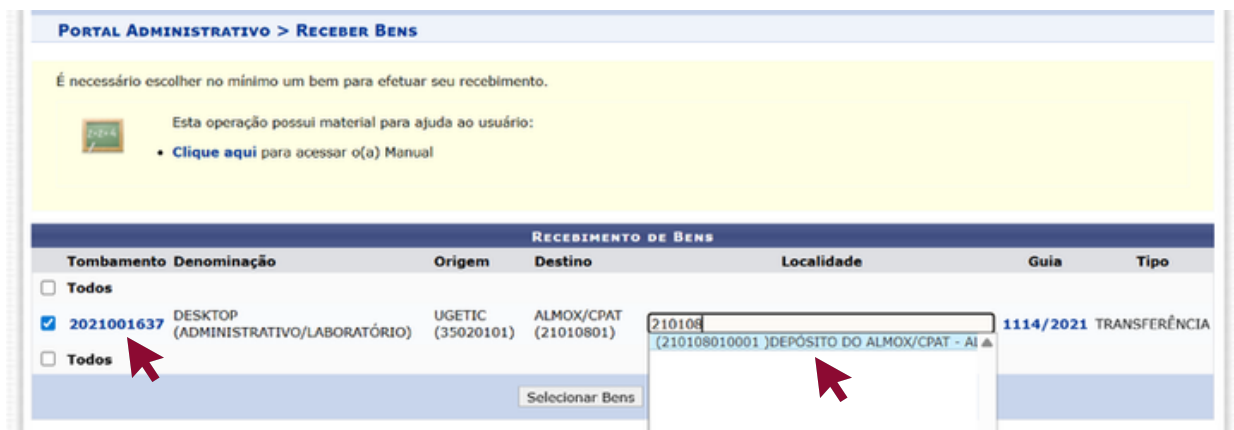 PORTAL ADMINISTRATIVO > RECEBER BENS
É necessário escolher no mínimo um bem para efetuar seu recebimento.
Esta operação possui material para ajuda ao usuário:
• Clique aqui para acessar o(a) Manual
RECEBIMENTO DE BENS
Tombamento Denominação Origem Destino Localidade Guia Tipo
Todos
2021001637 DESKTOP (ADMINISTRATIVO/LABORATÓRIO) UGETIC (35020101) ALMOX/CPAT (21010801) 210108 1114/2021 TRANSFERÊNCIA
(210108010001 )DEPÓSITO DO ALMOX/CPAT - AL
Todos
Selecionar Bens